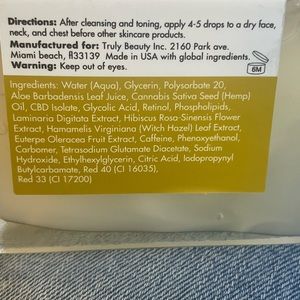 Directions: After cleansing and toning, apply 4-5 drops to a dry face,
neck, and chest before other skincare products.
Manufactured for: Truly Beauty Inc. 2160 Park ave.
Miami beach, fl33139 Made in USA with global ingredients.
Warning: Keep out of eyes.
6M
Ingredients: Water (Aqua), Glycerin, Polysorbate 20,
Aloe Barbadensis Leaf Juice, Cannabis Sativa Seed (Hemp)
Oil, CBD Isolate, Glycolic Acid, Retinol, Phospholipids,
Laminaria Digitata Extract, Hibiscus Rosa-Sinensis Flower
Extract, Hamamelis Virginiana (Witch Hazel) Leaf Extract,
Euterpe Oleracea Fruit Extract, Phenoxyethanol,
Carbomer, Tetrasodium Glutamate Diacetate, Sodium
Hydroxide, Ethylhexylglycerin, Citric Acid, Iodopropynyl
Butylcarbamate, Red 40 (CI 16035),
Red 33 (CI 17200)